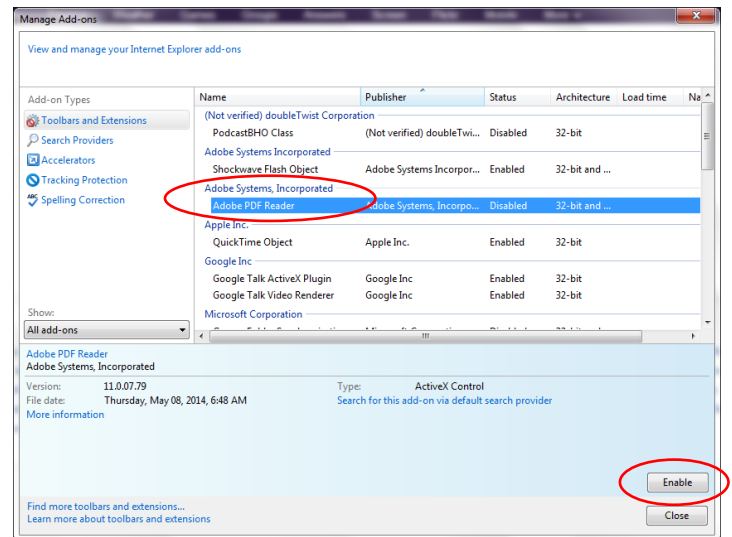 Manage Add-ons
View and manage your Internet Explorer add-ons
Add-on Types
Toolbars and Extensions
Search Providers
Accelerators
Tracking Protection
Spelling Correction
Show:
All add-ons
Name Publisher Status Architecture Load time Na
(Not verified) doubleTwist Corporation
PodcastBHO Class (Not verified) doubleTwi... Disabled 32-bit
Adobe Systems Incorporated
Shockwave Flash Object Adobe Systems Incorpor... Enabled 32-bit and ...
Adobe Systems, Incorporated
Adobe PDF Reader Adobe Systems, Incorpo... Disabled 32-bit and ...
Apple Inc.
QuickTime Object Apple Inc. Enabled 32-bit
Google Inc
Google Talk ActiveX Plugin Google Inc Enabled 32-bit
Google Talk Video Renderer Google Inc Enabled 32-bit
Microsoft Corporation
Adobe PDF Reader
Adobe Systems, Incorporated
Version: 11.0.07.79 Type: ActiveX Control
File date: Thursday, May 08, 2014, 6:48 AM Search for this add-on via default search provider
More information
Enable
Find more toolbars and extensions...
Learn more about toolbars and extensions
Close